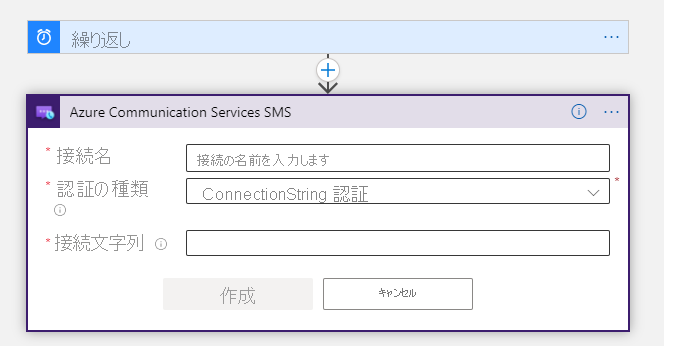 繰り返し
Azure Communication Services SMS
* 接続名
接続の名前を入力します
* 認証の種類
ConnectionString 認証
*
* 接続文字列
作成
キャンセル